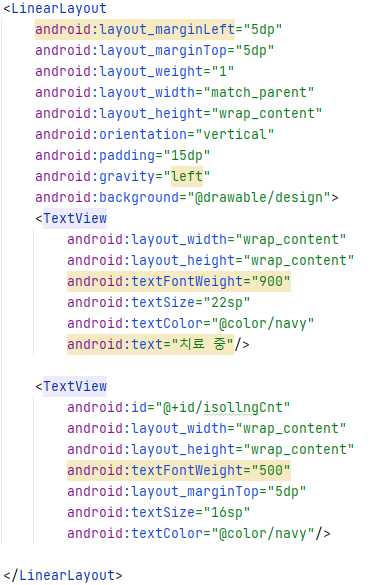 <LinearLayout
android:layout_marginLeft="5dp"
android:layout_marginTop="5dp"
android:layout_weight="1"
android:layout_width="match_parent"
android:layout_height="wrap_content"
android:orientation="vertical"
android:padding="15dp"
android:gravity="left"
android:background="@drawable/design">
<TextView
android:layout_width="wrap_content"
android:layout_height="wrap_content"
android:textFontWeight="900"
android:textSize="22sp"
android:textColor="@color/navy"
android:text="치료 중"/>
<TextView
android:id="@+id/isollngCnt"
android:layout_width="wrap_content"
android:layout_height="wrap_content"
android:textFontWeight="500"
android:layout_marginTop="5dp"
android:textSize="16sp"
android:textColor="@color/navy"/>
</LinearLayout>